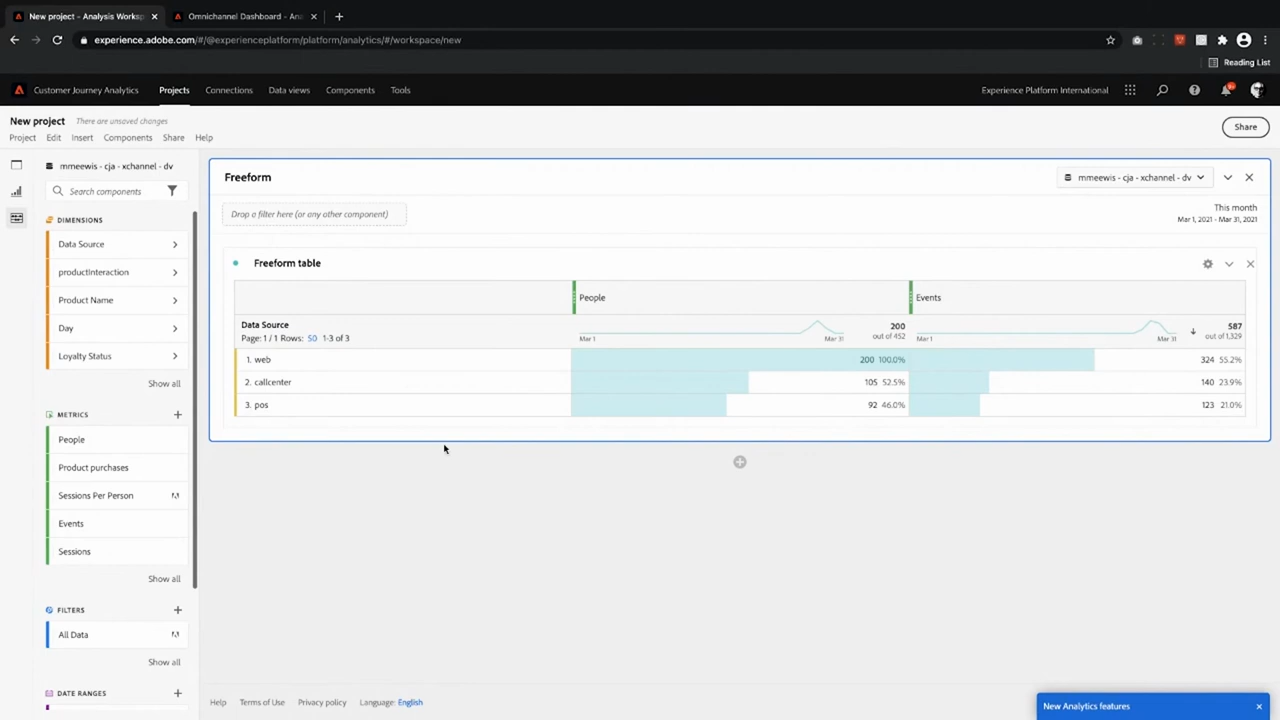 New project - Analysis Worksp
Omnichannel Dashboard - Ana
experience.adobe.com/#/@experienceplatform/platform/analytics/#/workspace/new
Reading List
Customer Journey Analytics
Projects
Connections
Data views
Components
Tools
Experience Platform International
New project
There are unsaved changes
Project
Edit
Insert
Components
Share
Help
Share
mmeewis - cja - xchannel - dv
Search components
DIMENSIONS
Data Source
productInteraction
Product Name
Day
Loyalty Status
Show all
METRICS
People
Product purchases
Sessions Per Person
Events
Sessions
Show all
FILTERS
All Data
Show all
DATE RANGES
Freeform
mmeewis - cja - xchannel - dv
Drop a filter here (or any other component)
This month
Mar 1, 2021 - Mar 31, 2021
Freeform table
People
Events
Data Source
Page: 1 / 1 Rows: 50 1-3 of 3
Mar 1
Mar 31
200
out of 452
Mar 1
Mar 31
587
out of 1,329
1. web 200 100.0% 324 55.2%
2. callcenter 105 52.5% 140 23.9%
3. pos 92 46.0% 123 21.0%
Help
Terms of Use
Privacy policy
Language: English
New Analytics features